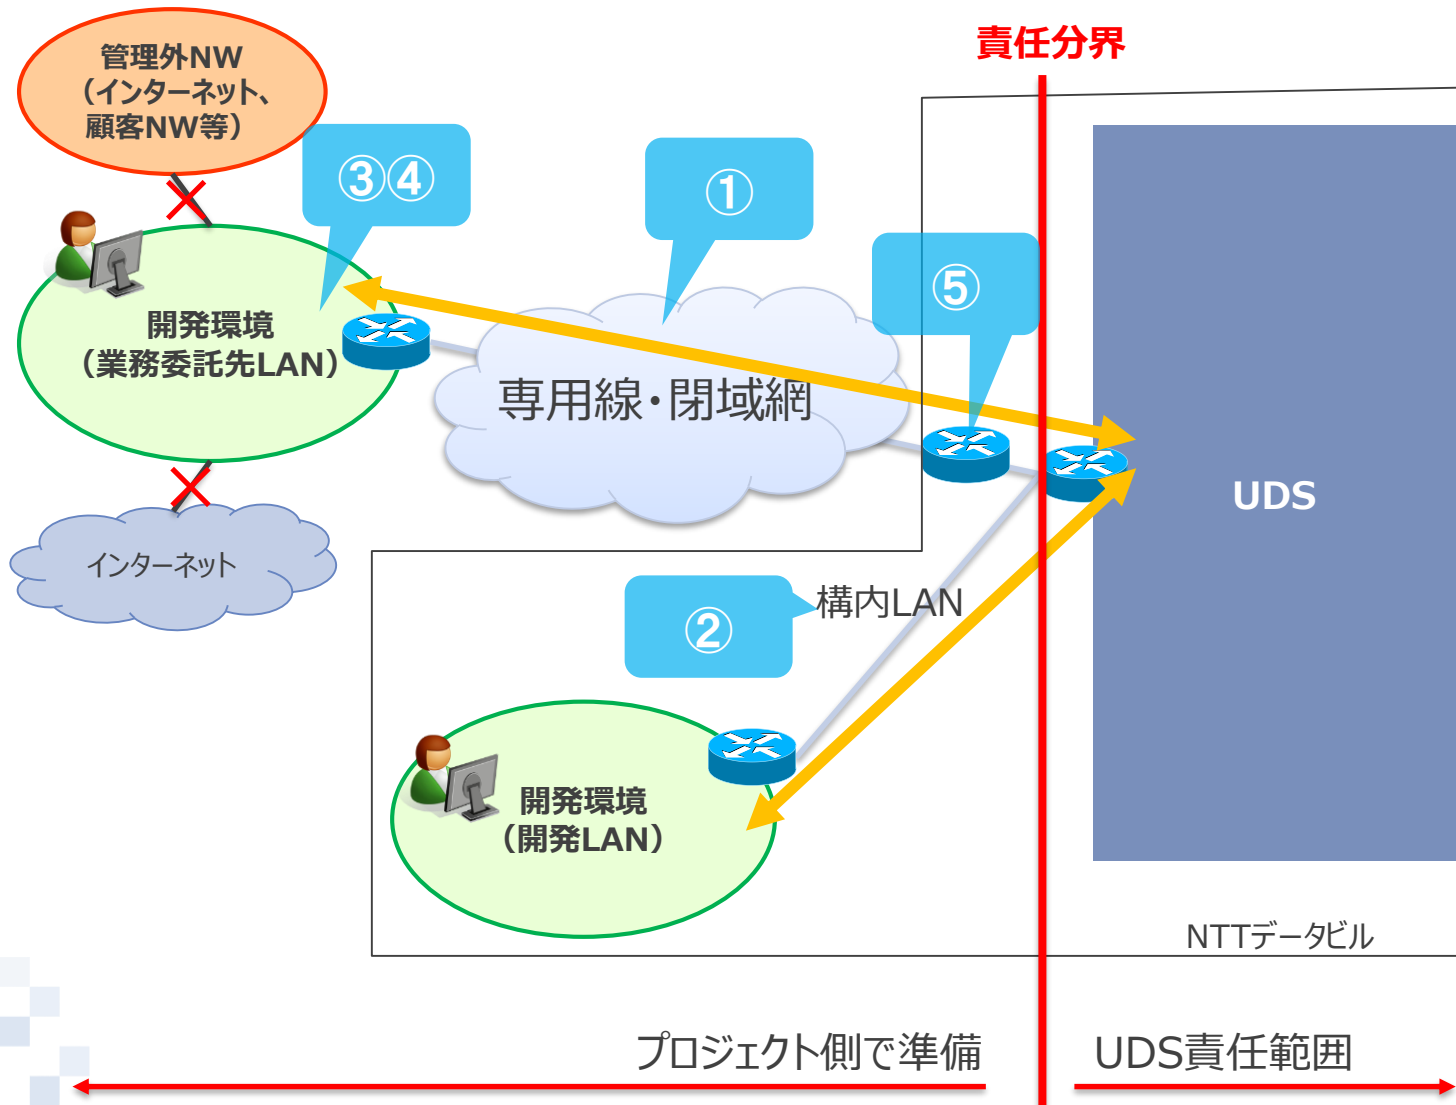 責任分界
管理外NW
（インターネット、
顧客NW等）
③④
①
⑤
開発環境
（業務委託先LAN）
専用線・閉域網
UDS
インターネット
②
構内LAN
開発環境
（開発LAN）
NTTデータビル
プロジェクト側で準備
UDS責任範囲